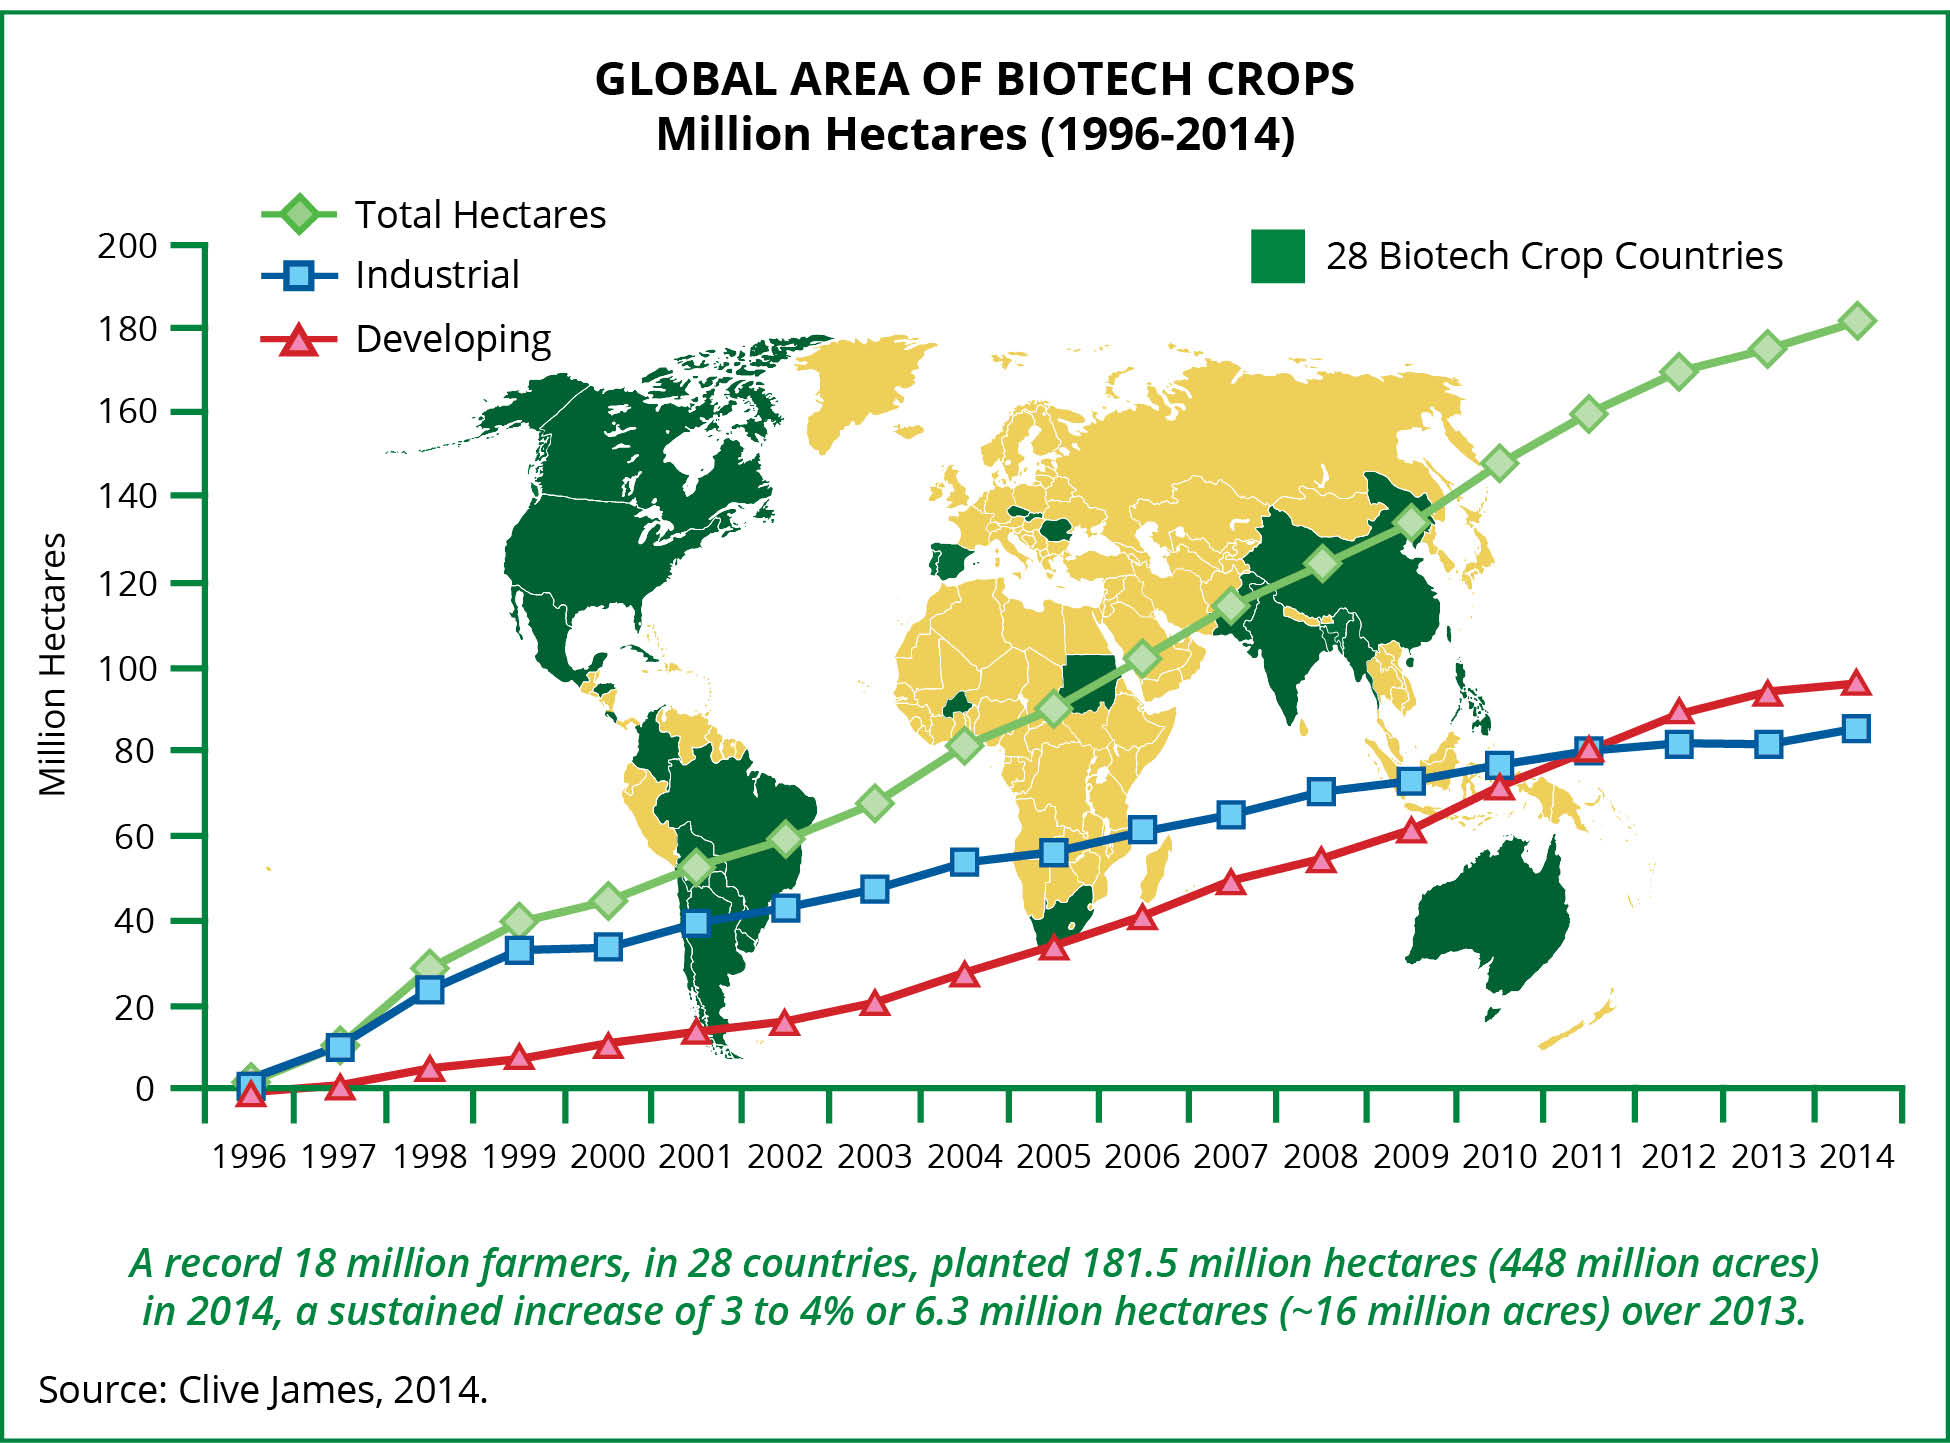 GLOBAL AREA OF BIOTECH CROPS
Million Hectares (1996-2014)
Total Hectares
Industrial
Developing
28 Biotech Crop Countries
Million Hectares
200
180
160
140
120
100
80
60
40
20
0
1996 1997 1998 1999 2000 2001 2002 2003 2004 2005 2006 2007 2008 2009 2010 2011 2012 2013 2014
A record 18 million farmers, in 28 countries, planted 181.5 million hectares (448 million acres)
in 2014, a sustained increase of 3 to 4% or 6.3 million hectares (~16 million acres) over 2013.
Source: Clive James, 2014.